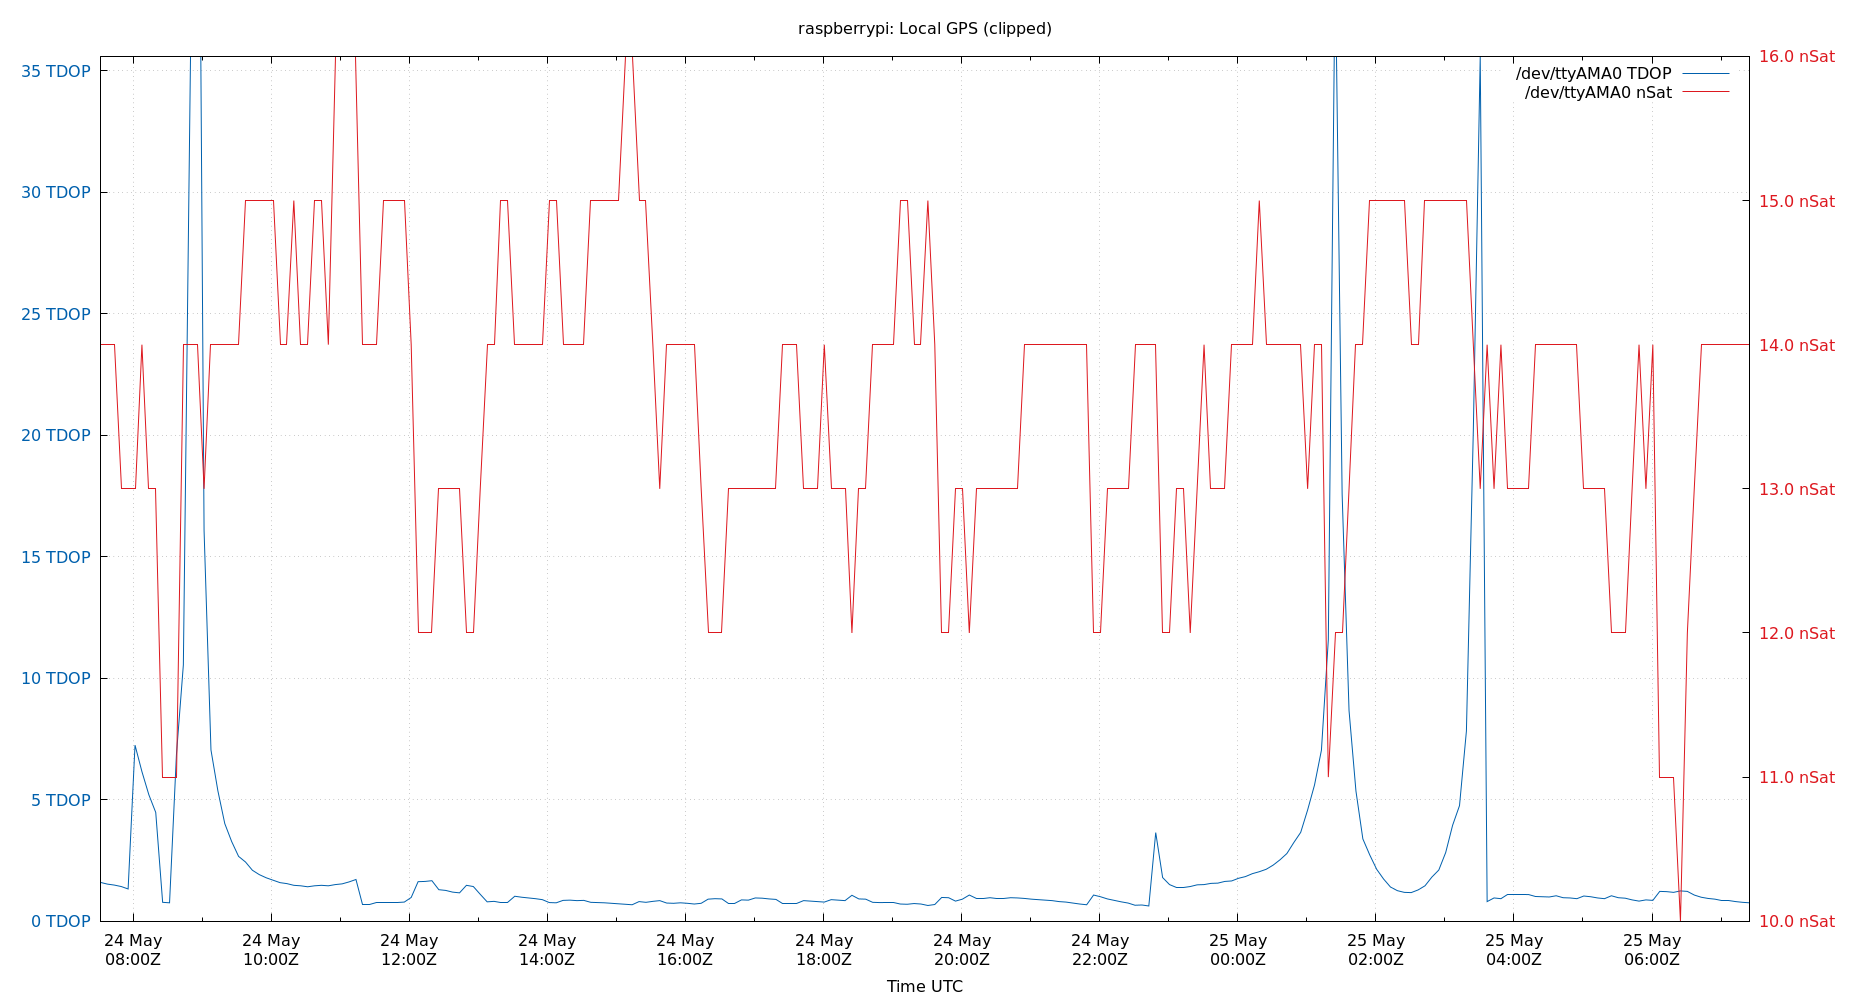 raspberrypi: Local GPS (clipped)
/dev/ttyAMA0 TDOP
/dev/ttyAMA0 nSat
35 TDOP
30 TDOP
25 TDOP
20 TDOP
15 TDOP
10 TDOP
5 TDOP
0 TDOP
16.0 nSat
15.0 nSat
14.0 nSat
13.0 nSat
12.0 nSat
11.0 nSat
10.0 nSat
24 May
08:00Z
24 May
10:00Z
24 May
12:00Z
24 May
14:00Z
24 May
16:00Z
24 May
18:00Z
24 May
20:00Z
24 May
22:00Z
25 May
00:00Z
25 May
02:00Z
25 May
04:00Z
25 May
06:00Z
Time UTC